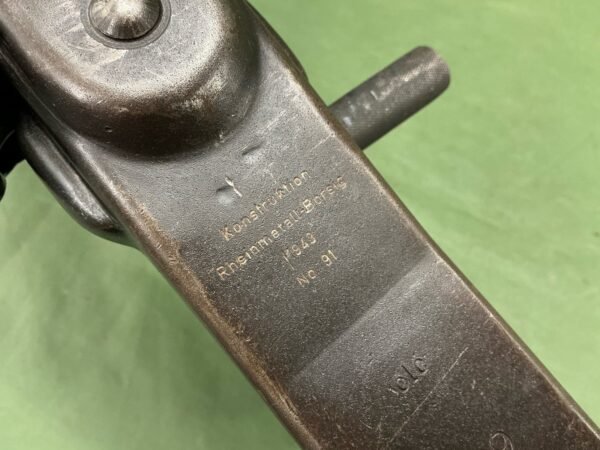 Konstruktion
Rheinmetall-Borsig
1943
No 91